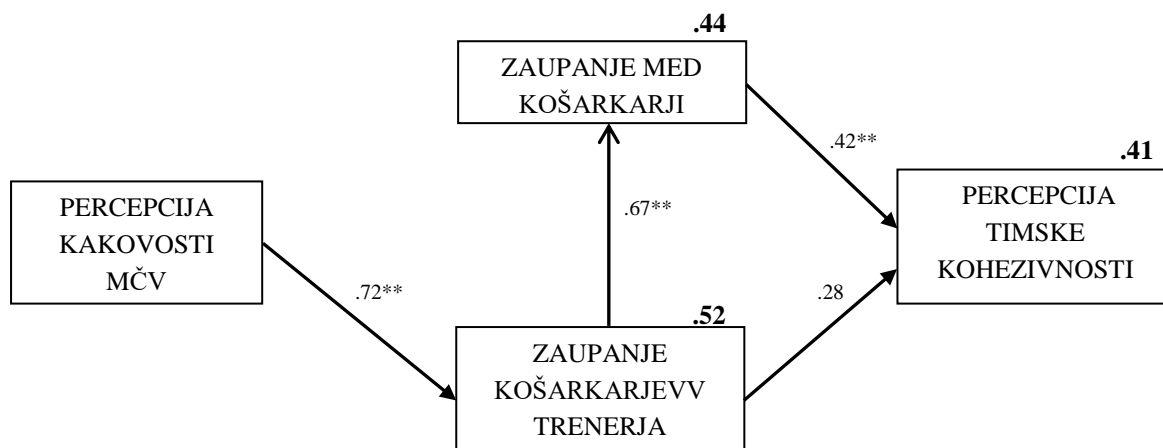 .44
ZAUPANJE MED
KOŠARKARJI
.42**
.41
PERCEPCIJA
TIMSKE
KOHEZIVNOSTI
PERCEPCIJA
KAKOVOSTI
MČV
.67**
.72**
.28
.52
ZAUPANJE
KOŠARKARJEVV
TRENERJA